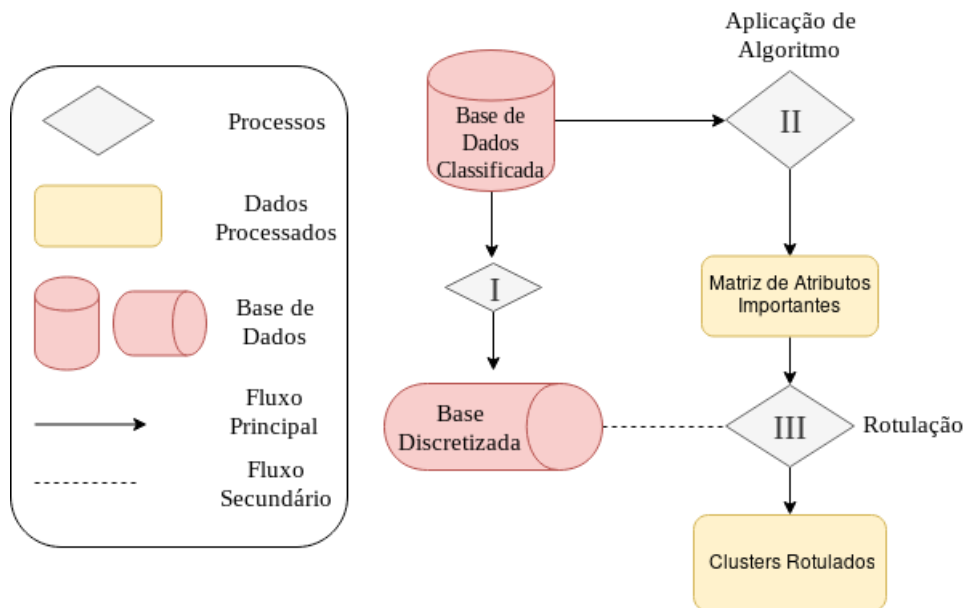 Processos
Dados
Processados
Base de
Dados
Fluxo
Principal
Fluxo
Secundário
Aplicação de
Algoritmo
Base de
Dados
Classificada
II
I
Matriz de Atributos
Importantes
Base
Discretizada
III
Rotulação
Clusters Rotulados